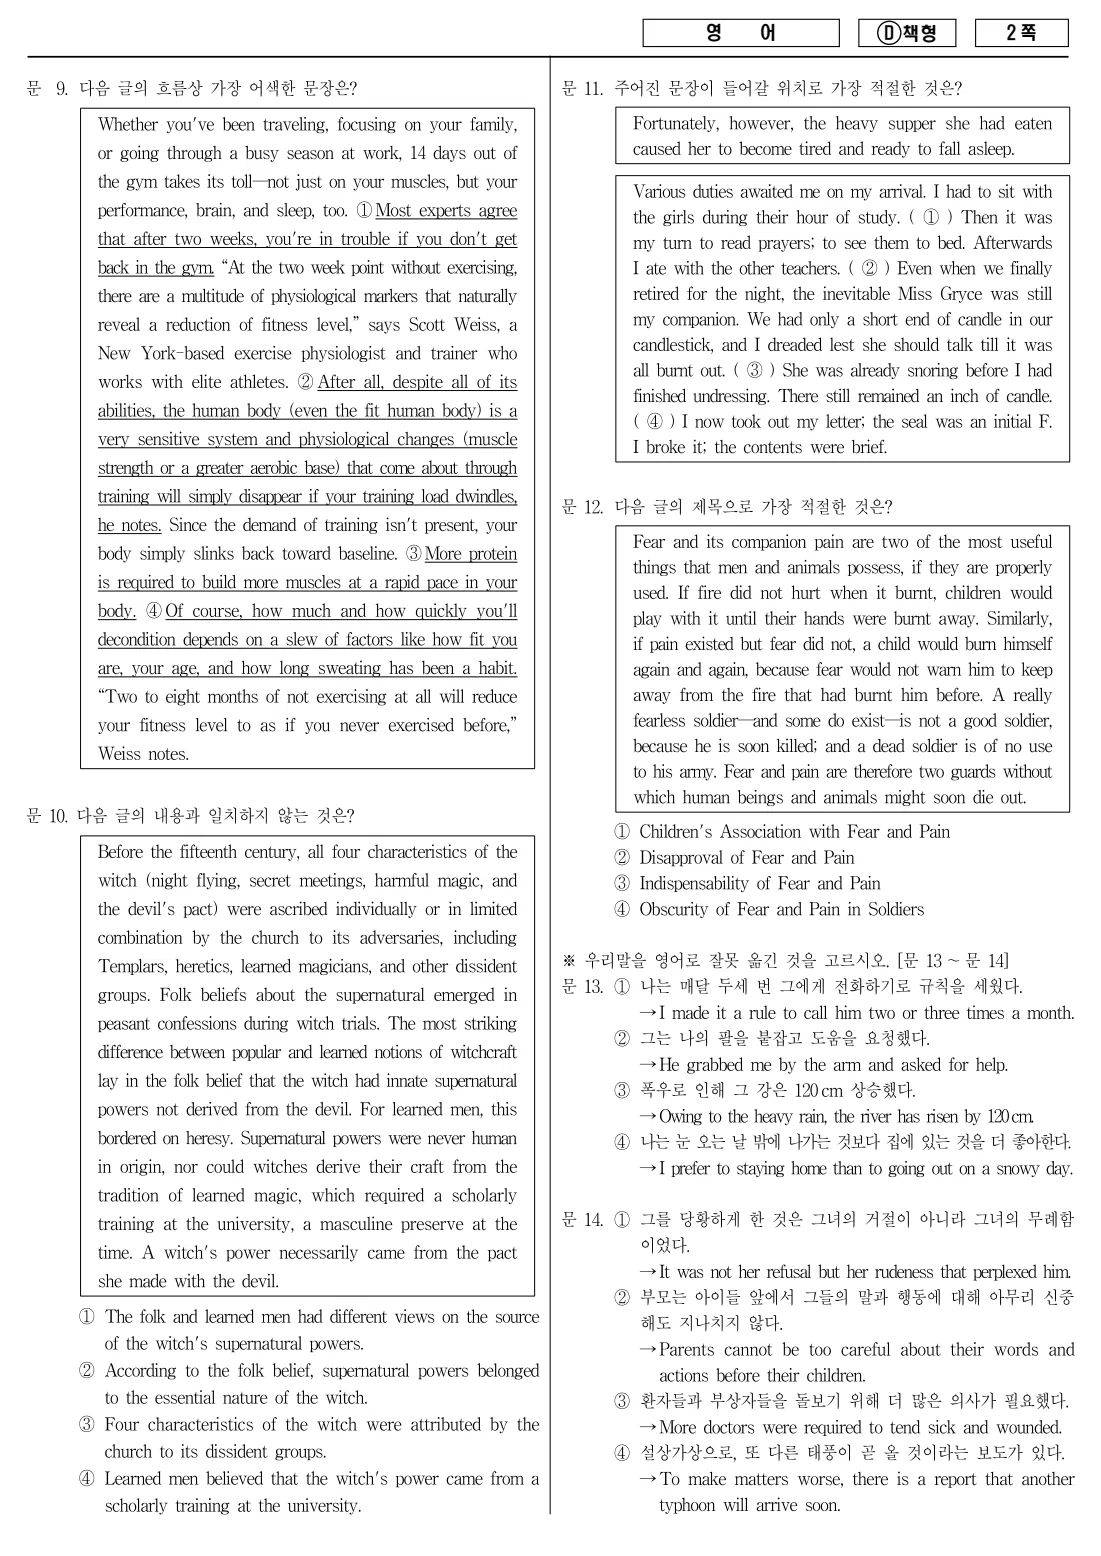 영 어
Ⓓ책형
2쪽
문 9. 다음 글의 흐름상 가장 어색한 문장은?
Whether you've been traveling, focusing on your family,
or going through a busy season at work, 14 days out of
the gym takes its toll—not just on your muscles, but your
performance, brain, and sleep, too. ① Most experts agree
that after two weeks, you're in trouble if you don't get
back in the gym. “At the two week point without exercising,
there are a multitude of physiological markers that naturally
reveal a reduction of fitness level,” says Scott Weiss, a
New York-based exercise physiologist and trainer who
works with elite athletes. ② After all, despite all of its
abilities, the human body (even the fit human body) is a
very sensitive system and physiological changes (muscle
strength or a greater aerobic base) that come about through
training will simply disappear if your training load dwindles,
he notes. Since the demand of training isn't present, your
body simply slinks back toward baseline. ③ More protein
is required to build more muscles at a rapid pace in your
body. ④ Of course, how much and how quickly you'll
decondition depends on a slew of factors like how fit you
are, your age, and how long sweating has been a habit.
“Two to eight months of not exercising at all will reduce
your fitness level to as if you never exercised before,”
Weiss notes.
문 10. 다음 글의 내용과 일치하지 않는 것은?
Before the fifteenth century, all four characteristics of the
witch (night flying, secret meetings, harmful magic, and
the devil's pact) were ascribed individually or in limited
combination by the church to its adversaries, including
Templars, heretics, learned magicians, and other dissident
groups. Folk beliefs about the supernatural emerged in
peasant confessions during witch trials. The most striking
difference between popular and learned notions of witchcraft
lay in the folk belief that the witch had innate supernatural
powers not derived from the devil. For learned men, this
bordered on heresy. Supernatural powers were never human
in origin, nor could witches derive their craft from the
tradition of learned magic, which required a scholarly
training at the university, a masculine preserve at the
time. A witch's power necessarily came from the pact
she made with the devil.
① The folk and learned men had different views on the source
of the witch's supernatural powers.
② According to the folk belief, supernatural powers belonged
to the essential nature of the witch.
③ Four characteristics of the witch were attributed by the
church to its dissident groups.
④ Learned men believed that the witch's power came from a
scholarly training at the university.
문 11. 주어진 문장이 들어갈 위치로 가장 적절한 것은?
Fortunately, however, the heavy supper she had eaten
caused her to become tired and ready to fall asleep.
Various duties awaited me on my arrival. I had to sit with
the girls during their hour of study. ( ① ) Then it was
my turn to read prayers; to see them to bed. Afterwards
I ate with the other teachers. ( ② ) Even when we finally
retired for the night, the inevitable Miss Gryce was still
my companion. We had only a short end of candle in our
candlestick, and I dreaded lest she should talk till it was
all burnt out. ( ③ ) She was already snoring before I had
finished undressing. There still remained an inch of candle.
( ④ ) I now took out my letter; the seal was an initial F.
I broke it; the contents were brief.
문 12. 다음 글의 제목으로 가장 적절한 것은?
Fear and its companion pain are two of the most useful
things that men and animals possess, if they are properly
used. If fire did not hurt when it burnt, children would
play with it until their hands were burnt away. Similarly,
if pain existed but fear did not, a child would burn himself
again and again, because fear would not warn him to keep
away from the fire that had burnt him before. A really
fearless soldier—and some do exist—is not a good soldier,
because he is soon killed; and a dead soldier is of no use
to his army. Fear and pain are therefore two guards without
which human beings and animals might soon die out.
① Children's Association with Fear and Pain
② Disapproval of Fear and Pain
③ Indispensability of Fear and Pain
④ Obscurity of Fear and Pain in Soldiers
※ 우리말을 영어로 잘못 옮긴 것을 고르시오. [문 13 ~ 문 14]
문 13. ① 나는 매달 두세 번 그에게 전화하기로 규칙을 세웠다.
→ I made it a rule to call him two or three times a month.
② 그는 나의 팔을 붙잡고 도움을 요청했다.
→ He grabbed me by the arm and asked for help.
③ 폭우로 인해 그 강은 120 cm 상승했다.
→ Owing to the heavy rain, the river has risen by 120 cm.
④ 나는 눈 오는 날 밖에 나가는 것보다 집에 있는 것을 더 좋아한다.
→ I prefer to staying home than to going out on a snowy day.
문 14. ① 그를 당황하게 한 것은 그녀의 거절이 아니라 그녀의 무례함
이었다.
→ It was not her refusal but her rudeness that perplexed him.
② 부모는 아이들 앞에서 그들의 말과 행동에 대해 아무리 신중
해도 지나치지 않다.
→ Parents cannot be too careful about their words and
actions before their children.
③ 환자들과 부상자들을 돌보기 위해 더 많은 의사가 필요했다.
→ More doctors were required to tend sick and wounded.
④ 설상가상으로, 또 다른 태풍이 곧 올 것이라는 보도가 있다.
→ To make matters worse, there is a report that another
typhoon will arrive soon.